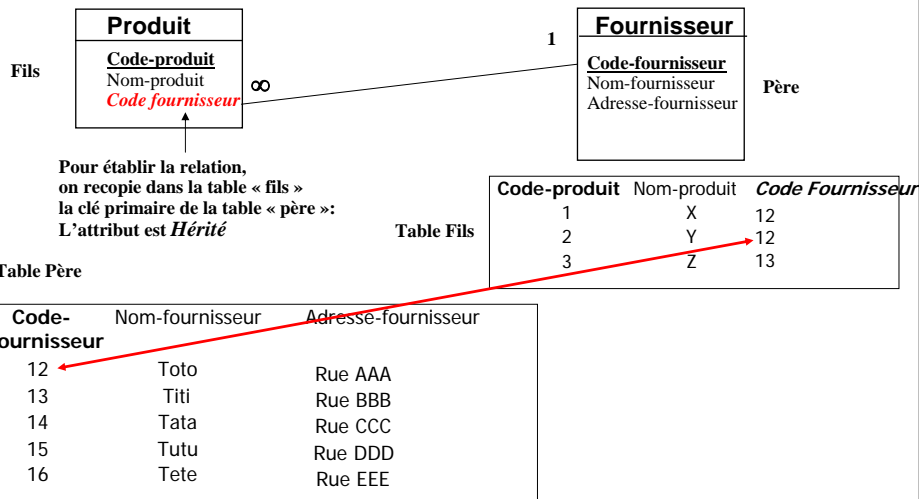 Produit
Fournisseur
1
Fils
Code-produit
Nom-produit
Code fournisseur
∞
Code-fournisseur
Nom-fournisseur
Adresse-fournisseur
Père
Pour établir la relation,
on recopie dans la table « fils »
la clé primaire de la table « père »:
L'attribut est Hérité
Table Fils
Code-produit Nom-produit Code Fournisseur
1 X 12
2 Y 12
3 Z 13
Table Père
Code- Nom-fournisseur Adresse-fournisseur
ournisseur
12 Toto Rue AAA
13 Titi Rue BBB
14 Tata Rue CCC
15 Tutu Rue DDD
16 Tete Rue EEE